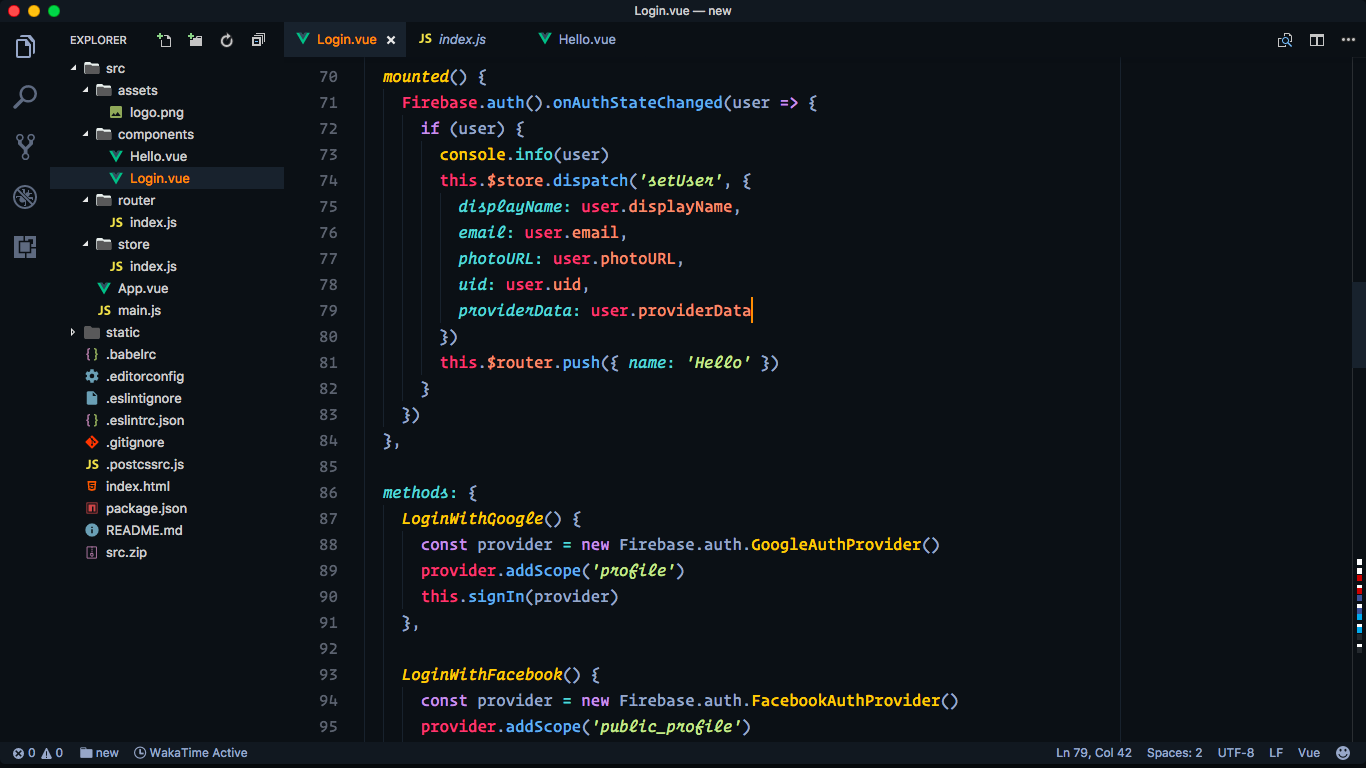 Login.vue — new
EXPLORER
src
assets
logo.png
components
Hello.vue
Login.vue
router
JS index.js
store
JS index.js
App.vue
JS main.js
static
{ } .babelrc
.editorconfig
.eslintignore
{ } .eslintrc.json
.gitignore
JS .postcssrc.js
index.html
package.json
README.md
src.zip
Login.vue ×
JS index.js
Hello.vue
70 mounted() {
71 Firebase.auth().onAuthStateChanged(user => {
72 if (user) {
73 console.info(user)
74 this.$store.dispatch('setUser', {
75 displayName: user.displayName,
76 email: user.email,
77 photoURL: user.photoURL,
78 uid: user.uid,
79 providerData: user.providerData
80 })
81 this.$router.push({ name: 'Hello' })
82 }
83 })
84 },
85
86 methods: {
87 LoginWithGoogle() {
88 const provider = new Firebase.auth.GoogleAuthProvider()
89 provider.addScope('profile')
90 this.signIn(provider)
91 },
92
93 LoginWithFacebook() {
94 const provider = new Firebase.auth.FacebookAuthProvider()
95 provider.addScope('public_profile')
0 0 new WakaTime Active
Ln 79, Col 42 Spaces: 2 UTF-8 LF Vue